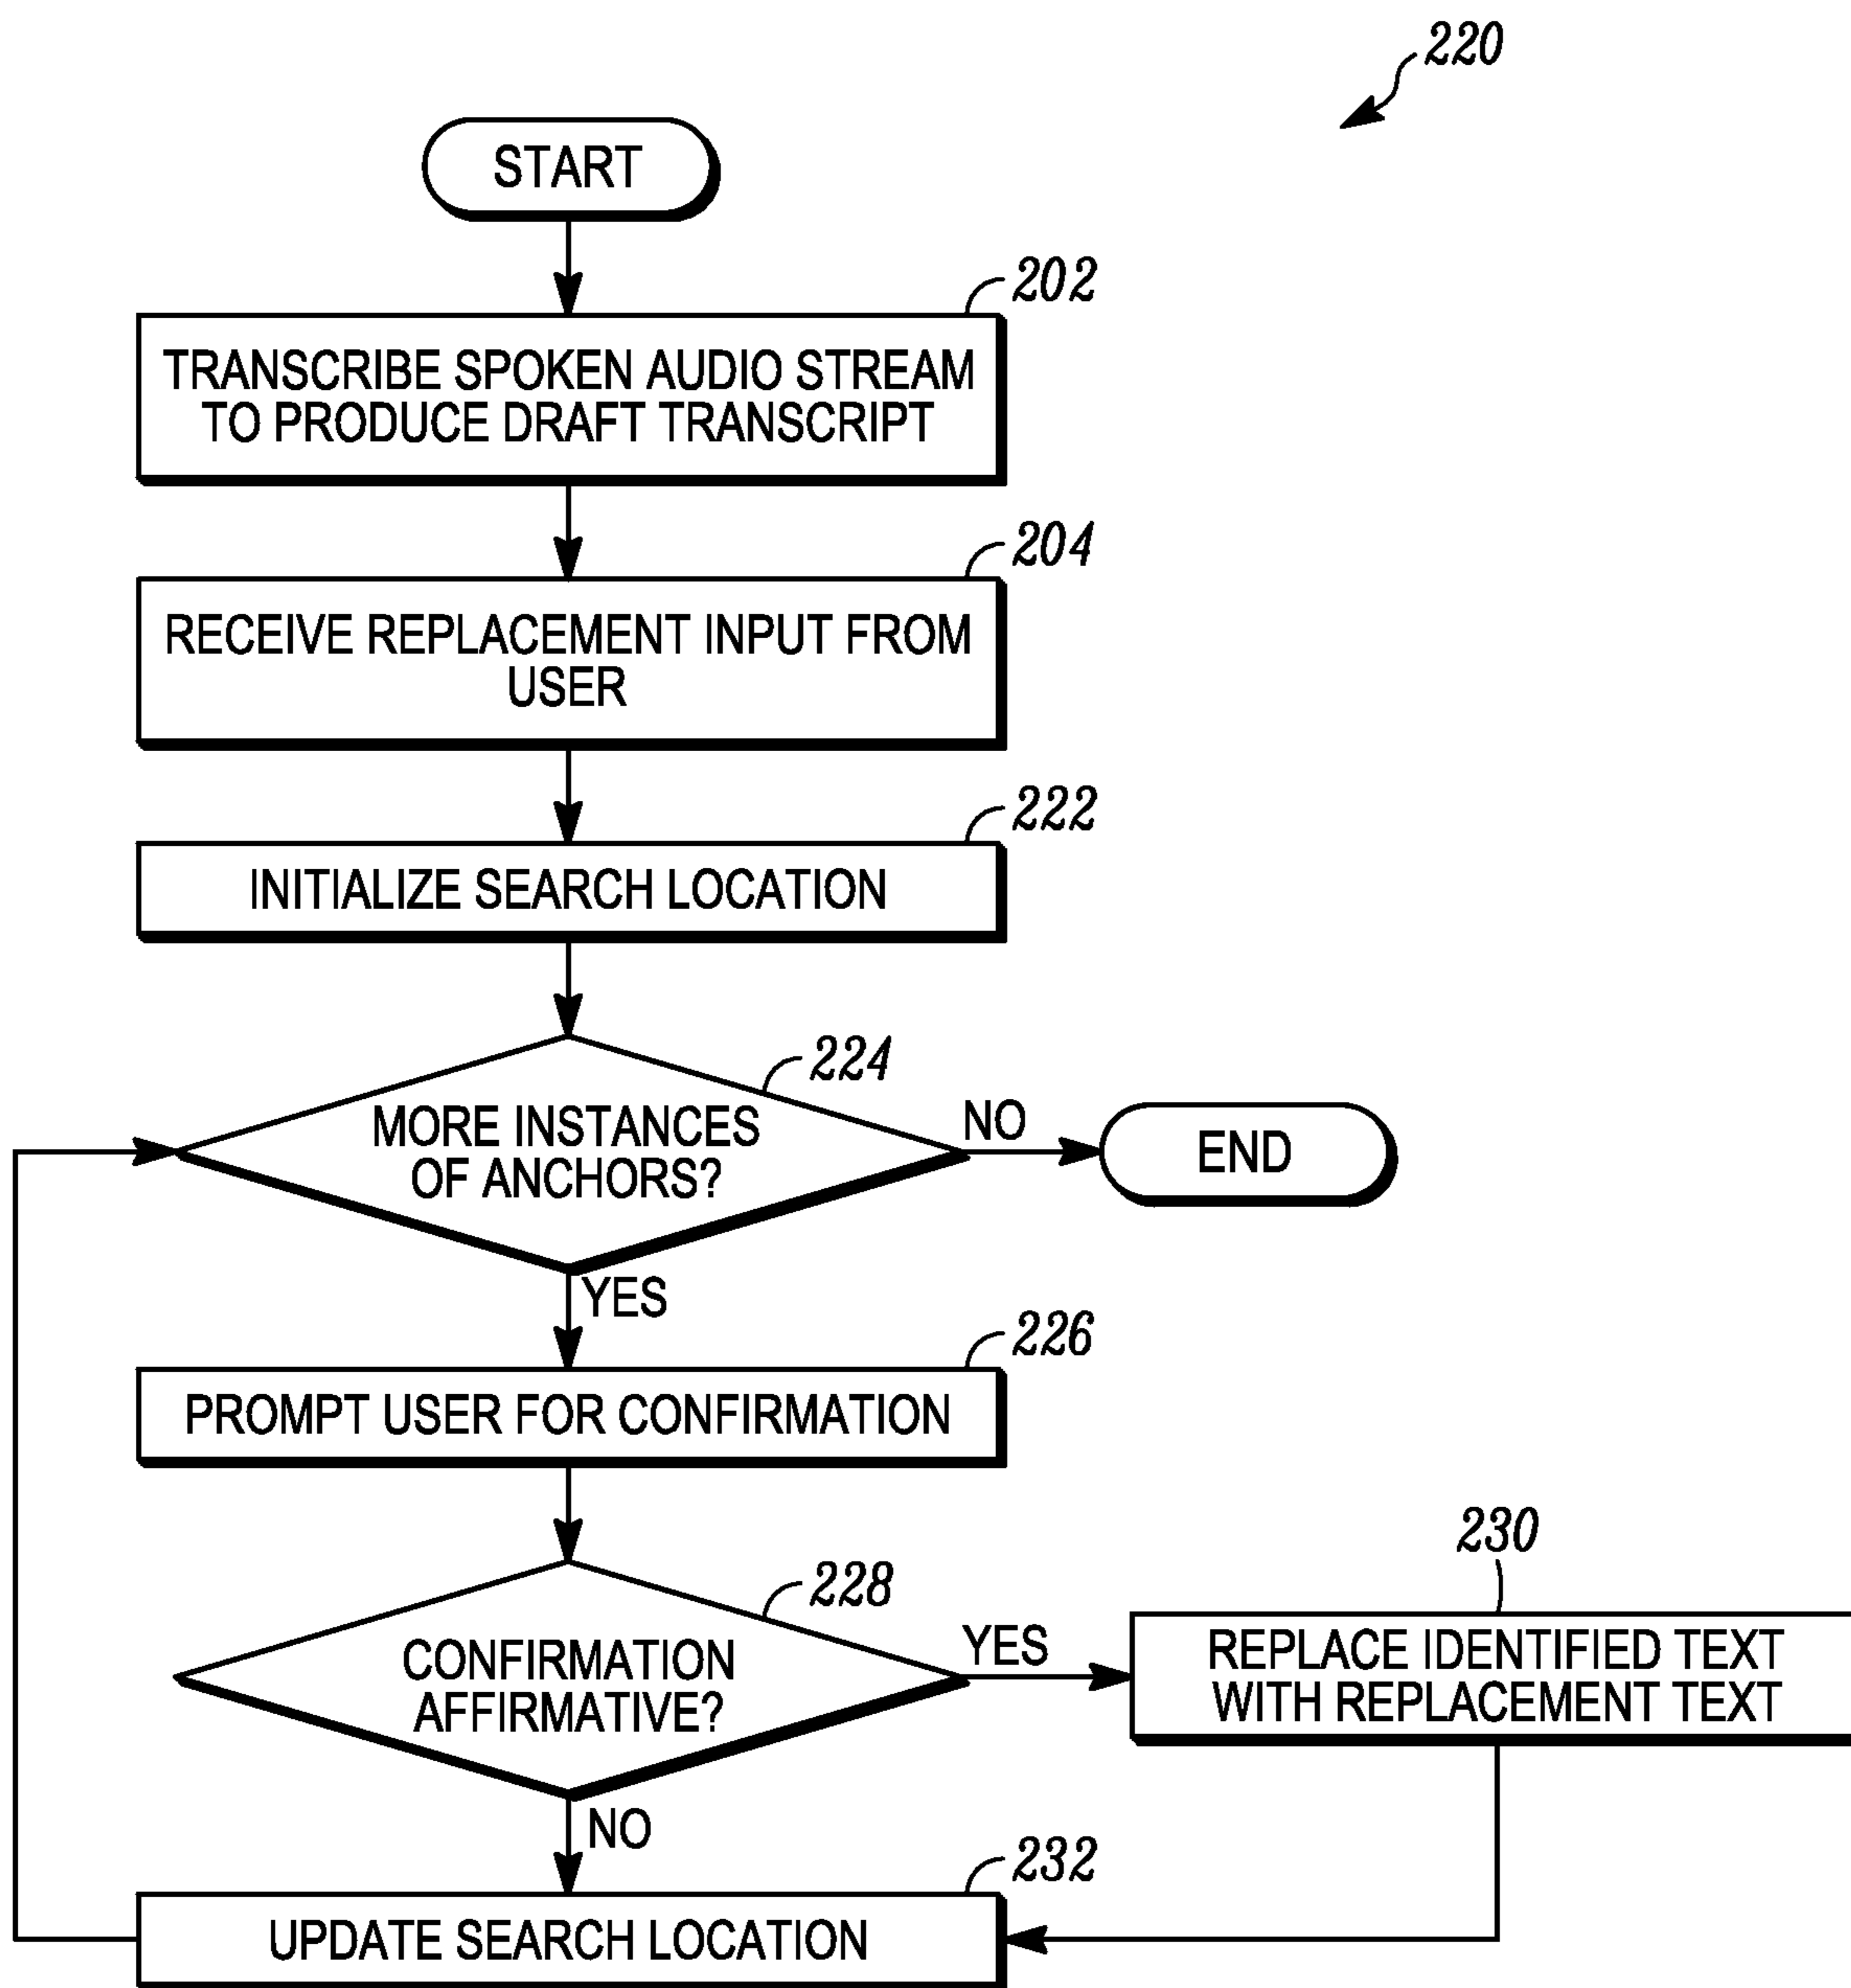 220
START
202
TRANSCRIBE SPOKEN AUDIO STREAM
TO PRODUCE DRAFT TRANSCRIPT
204
RECEIVE REPLACEMENT INPUT FROM
USER
222
INITIALIZE SEARCH LOCATION
224
MORE INSTANCES
OF ANCHORS?
NO
END
YES
226
PROMPT USER FOR CONFIRMATION
228
CONFIRMATION
AFFIRMATIVE?
YES
230
REPLACE IDENTIFIED TEXT
WITH REPLACEMENT TEXT
NO
232
UPDATE SEARCH LOCATION